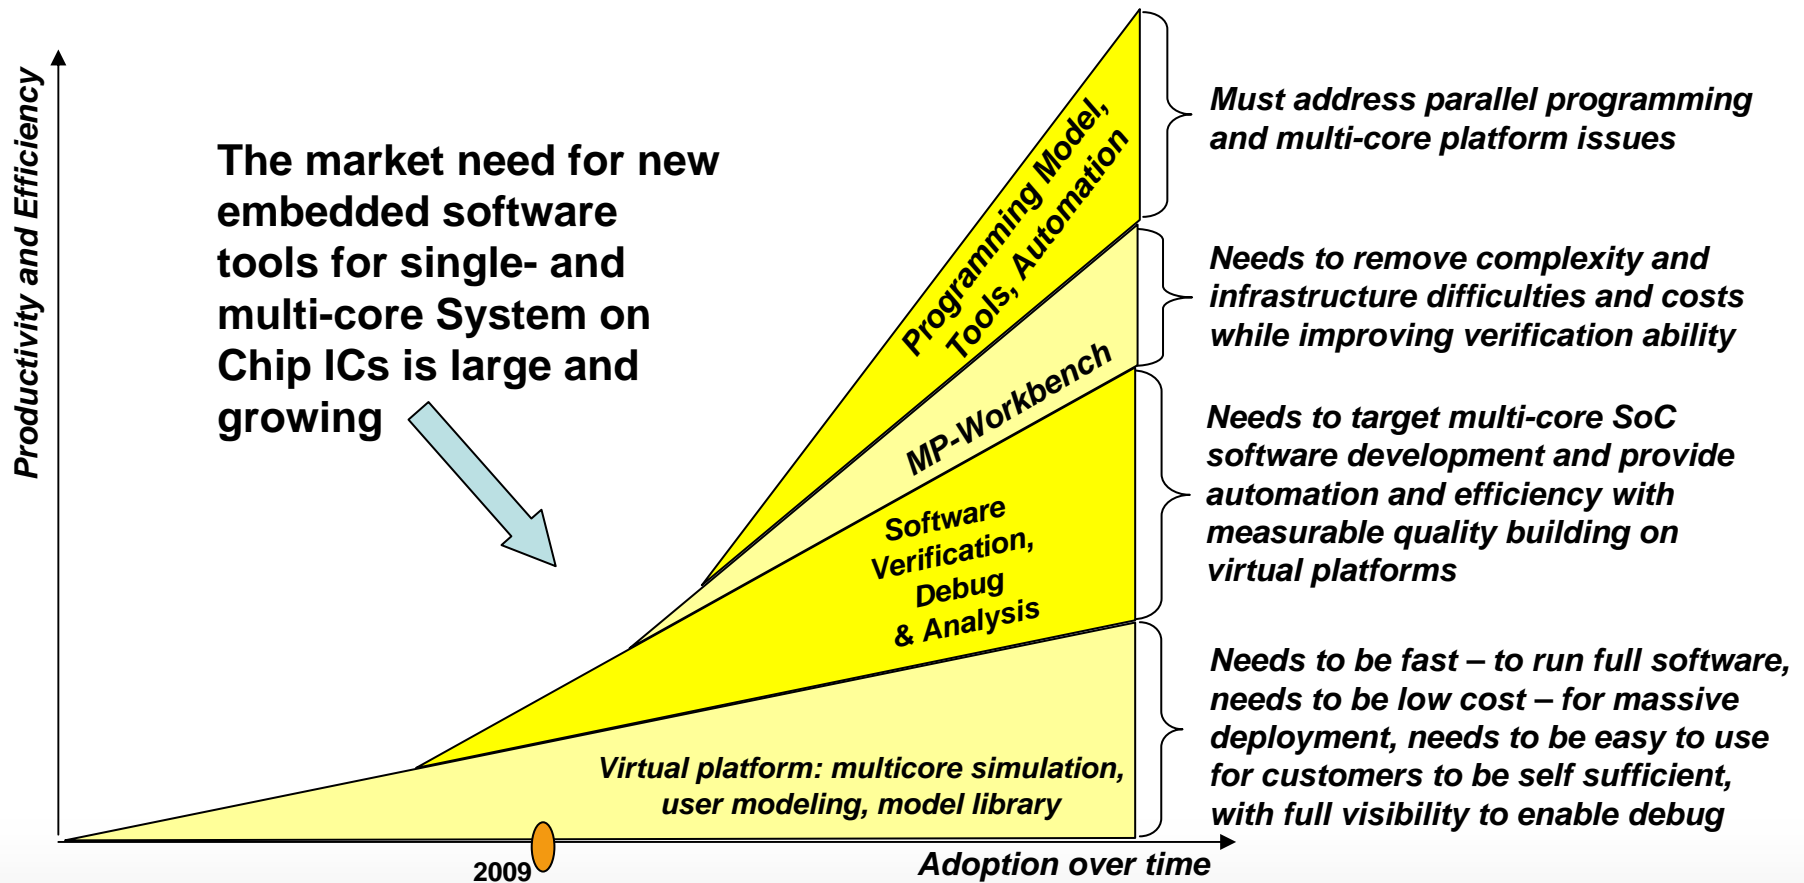 Productivity and Efficiency
The market need for new
embedded software
tools for single- and
multi-core System on
Chip ICs is large and
growing
Programming Model,
Tools, Automation
MP-Workbench
Software
Verification,
Debug
& Analysis
Virtual platform: multicore simulation,
user modeling, model library
Must address parallel programming
and multi-core platform issues
Needs to remove complexity and
infrastructure difficulties and costs
while improving verification ability
Needs to target multi-core SoC
software development and provide
automation and efficiency with
measurable quality building on
virtual platforms
Needs to be fast – to run full software,
needs to be low cost – for massive
deployment, needs to be easy to use
for customers to be self sufficient,
with full visibility to enable debug
2009
Adoption over time